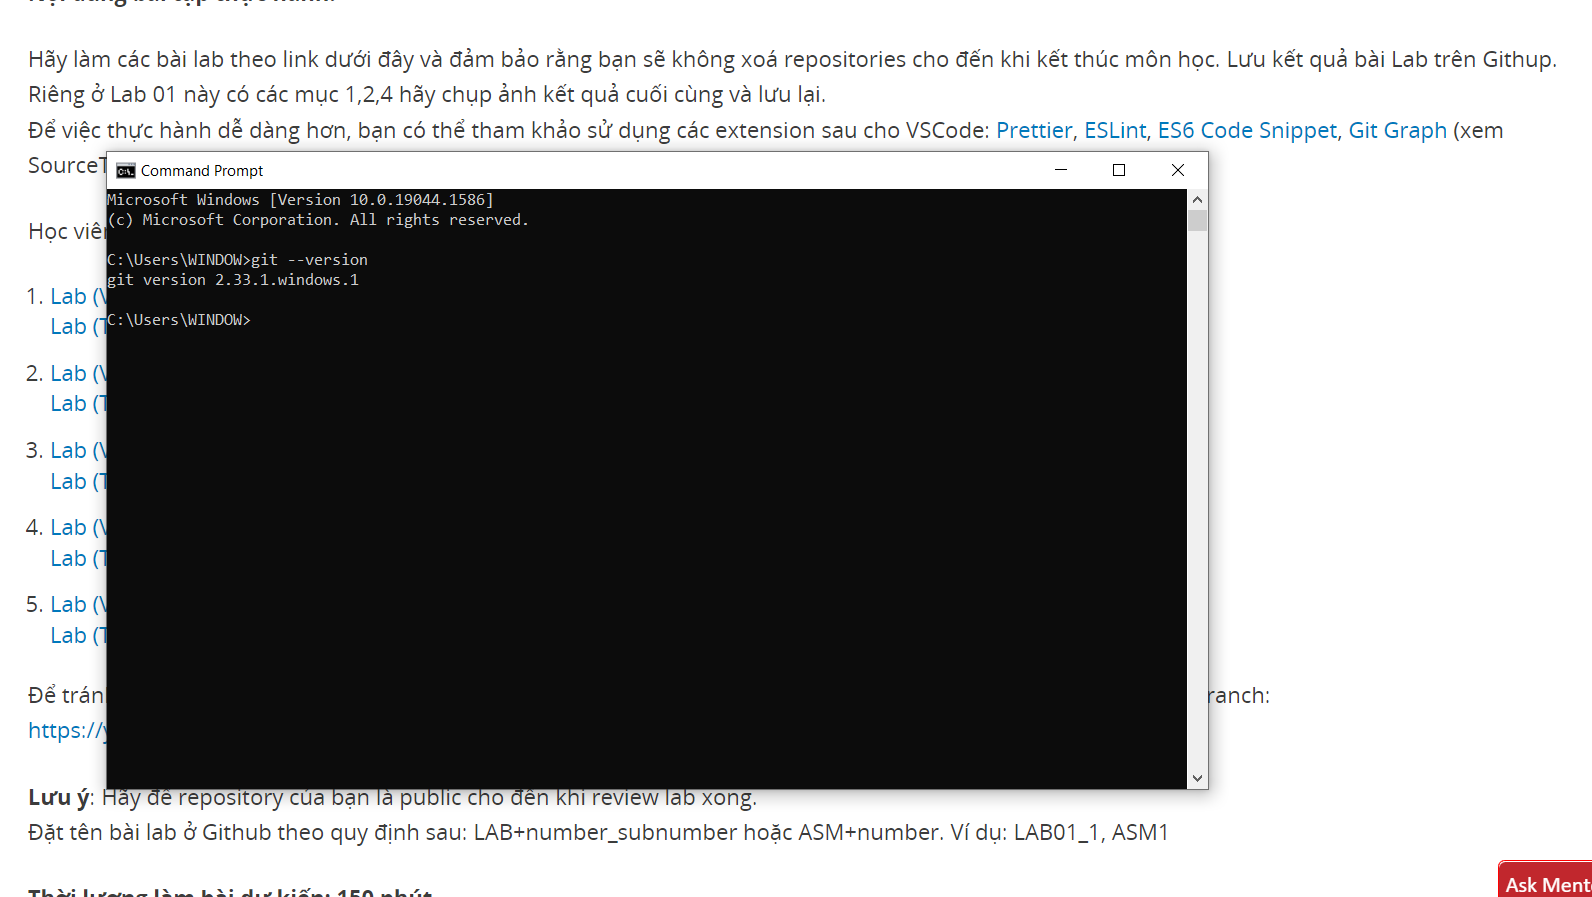 Hãy làm các bài lab theo link dưới đây và đảm bảo rằng bạn sẽ không xoá repositories cho đến khi kết thúc môn học. Lưu kết quả bài Lab trên Githup.
Riêng ở Lab 01 này có các mục 1,2,4 hãy chụp ảnh kết quả cuối cùng và lưu lại.
Để việc thực hành dễ dàng hơn, bạn có thể tham khảo sử dụng các extension sau cho VSCode: Prettier, ESLint, ES6 Code Snippet, Git Graph (xem
Command Prompt
Microsoft Windows [Version 10.0.19044.1586]
(c) Microsoft Corporation. All rights reserved.
Học
C:\Users\WINDOW>git --version
git version 2.33.1.windows.1
1. Lab
C:\Users\WINDOW>
Lab
2. Lab
Lab
3. Lab
Lab
4. Lab
Lab
5. Lab
Lab
Để
https://
Lưu ý: Hãy để repository của bạn là public cho đến khi review lab xong.
Đặt tên bài lab ở Github theo quy định sau: LAB+number_subnumber hoặc ASM+number. Ví dụ: LAB01_1, ASM1
Thời lượng làm bài dự kiến: 150 phút
Ask